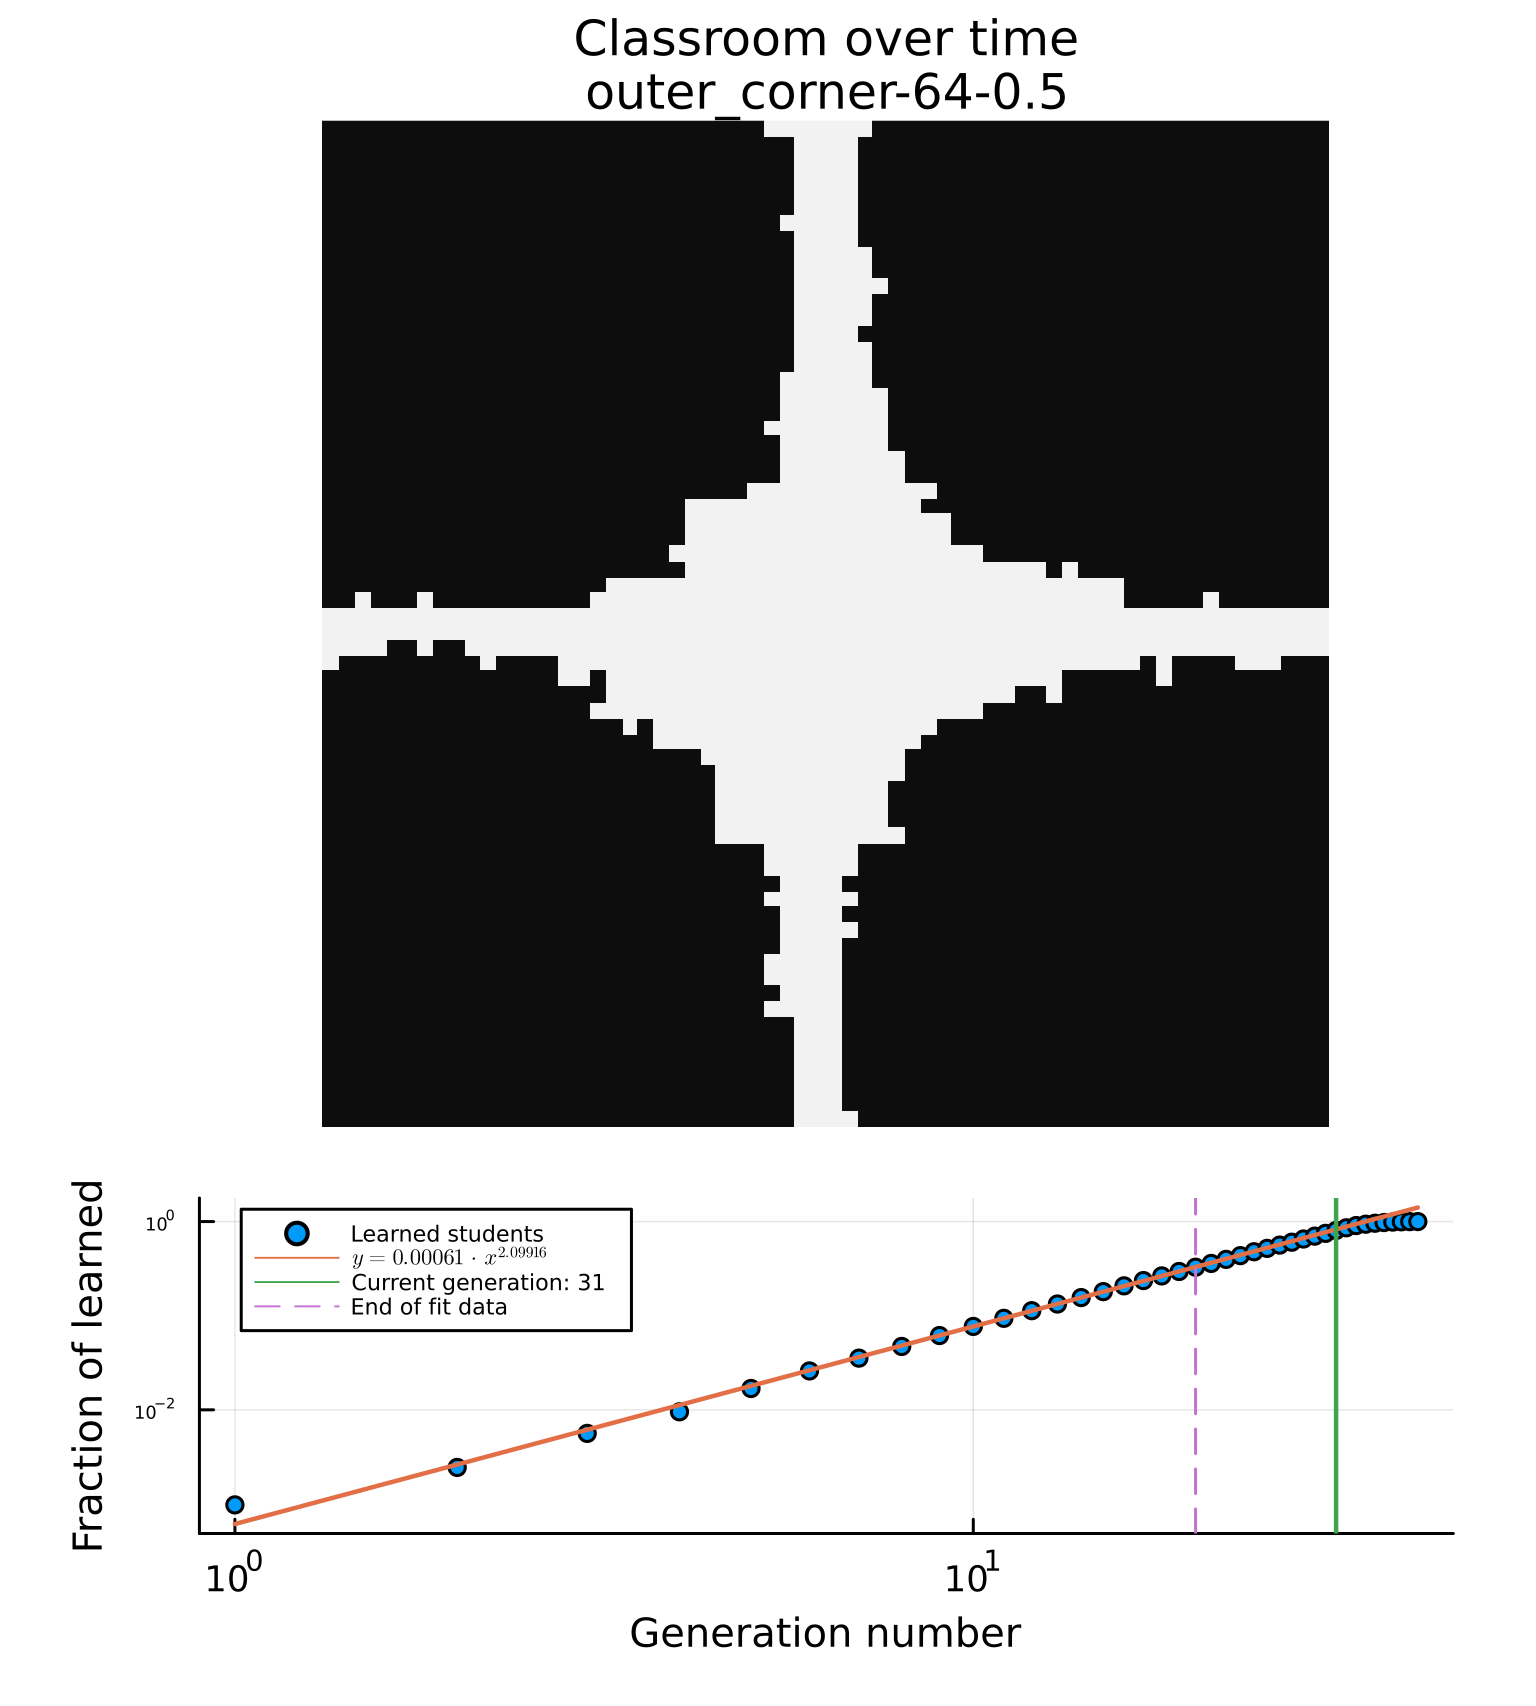 Classroom over time
outer_corner-64-0.5
Fraction of learned
10^0
10^-2
Learned students
y = 0.00061 · x^2.09916
Current generation: 31
End of fit data
10^0
10^1
Generation number